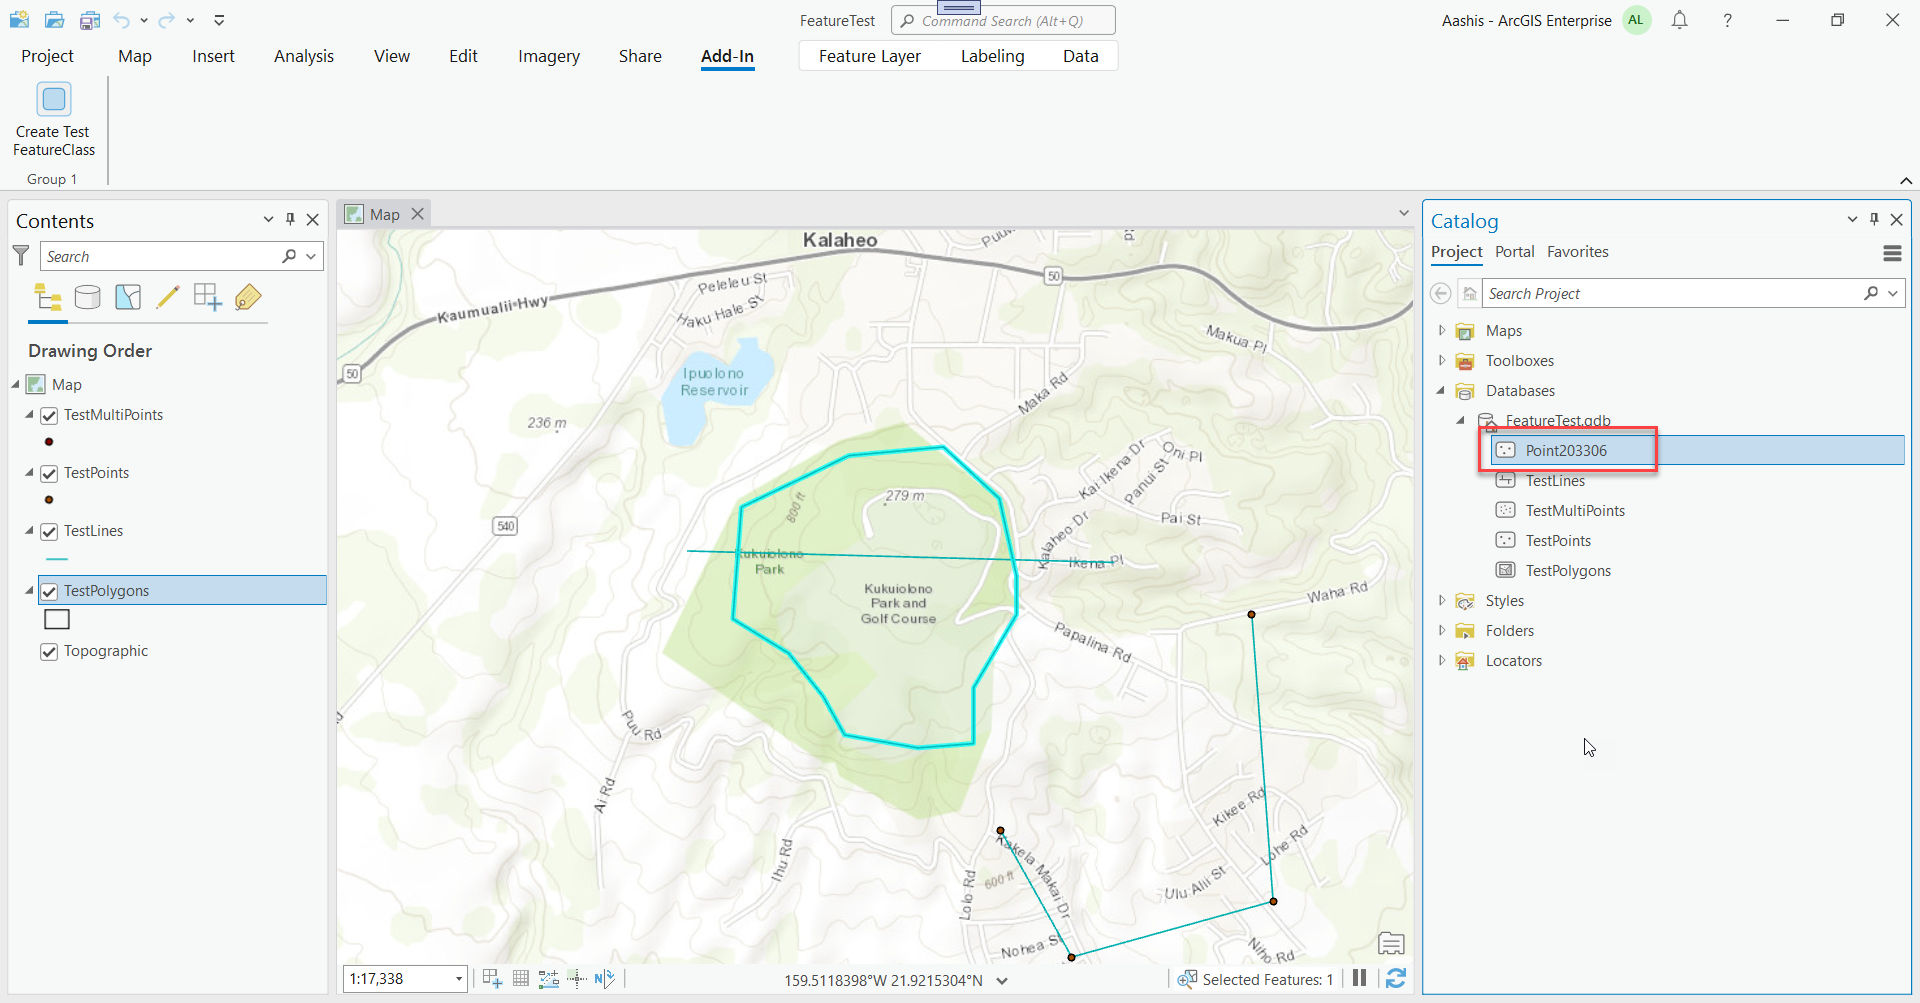 FeatureTest
Command Search (Alt+Q)
Aashis - ArcGIS Enterprise
AL
?
Project
Map
Insert
Analysis
View
Edit
Imagery
Share
Add-In
Feature Layer
Labeling
Data
Create Test
FeatureClass
Group 1
Contents
Search
Drawing Order
Map
TestMultiPoints
TestPoints
TestLines
TestPolygons
Topographic
Map
Kalaheo
50
Kaumualii Hwy
Peleleu St
Haku Hale St
50
Makua Pl
Ipuolono
Reservoir
Maka Rd
236 m
279 m
800 ft
540
Kai Ikena Dr
Oni Pl
Panui St
Pai St
Kalaheo Dr
Ikena Pl
Kukuiolono
Park
Kukuiolono
Park and
Golf Course
Waha Rd
Papalina Rd
Puu Rd
Ai Rd
Ihu Rd
Kakela Makai Dr
600 ft
Lolo Rd
Nohea S
Kikee Rd
Lohe Rd
Ulu Alii St
Niho Rd
1:17,338
N
159.5118398°W 21.9215304°N
Selected Features: 1
Catalog
Project
Portal
Favorites
Search Project
Maps
Toolboxes
Databases
FeatureTest.gdb
Point203306
TestLines
TestMultiPoints
TestPoints
TestPolygons
Styles
Folders
Locators